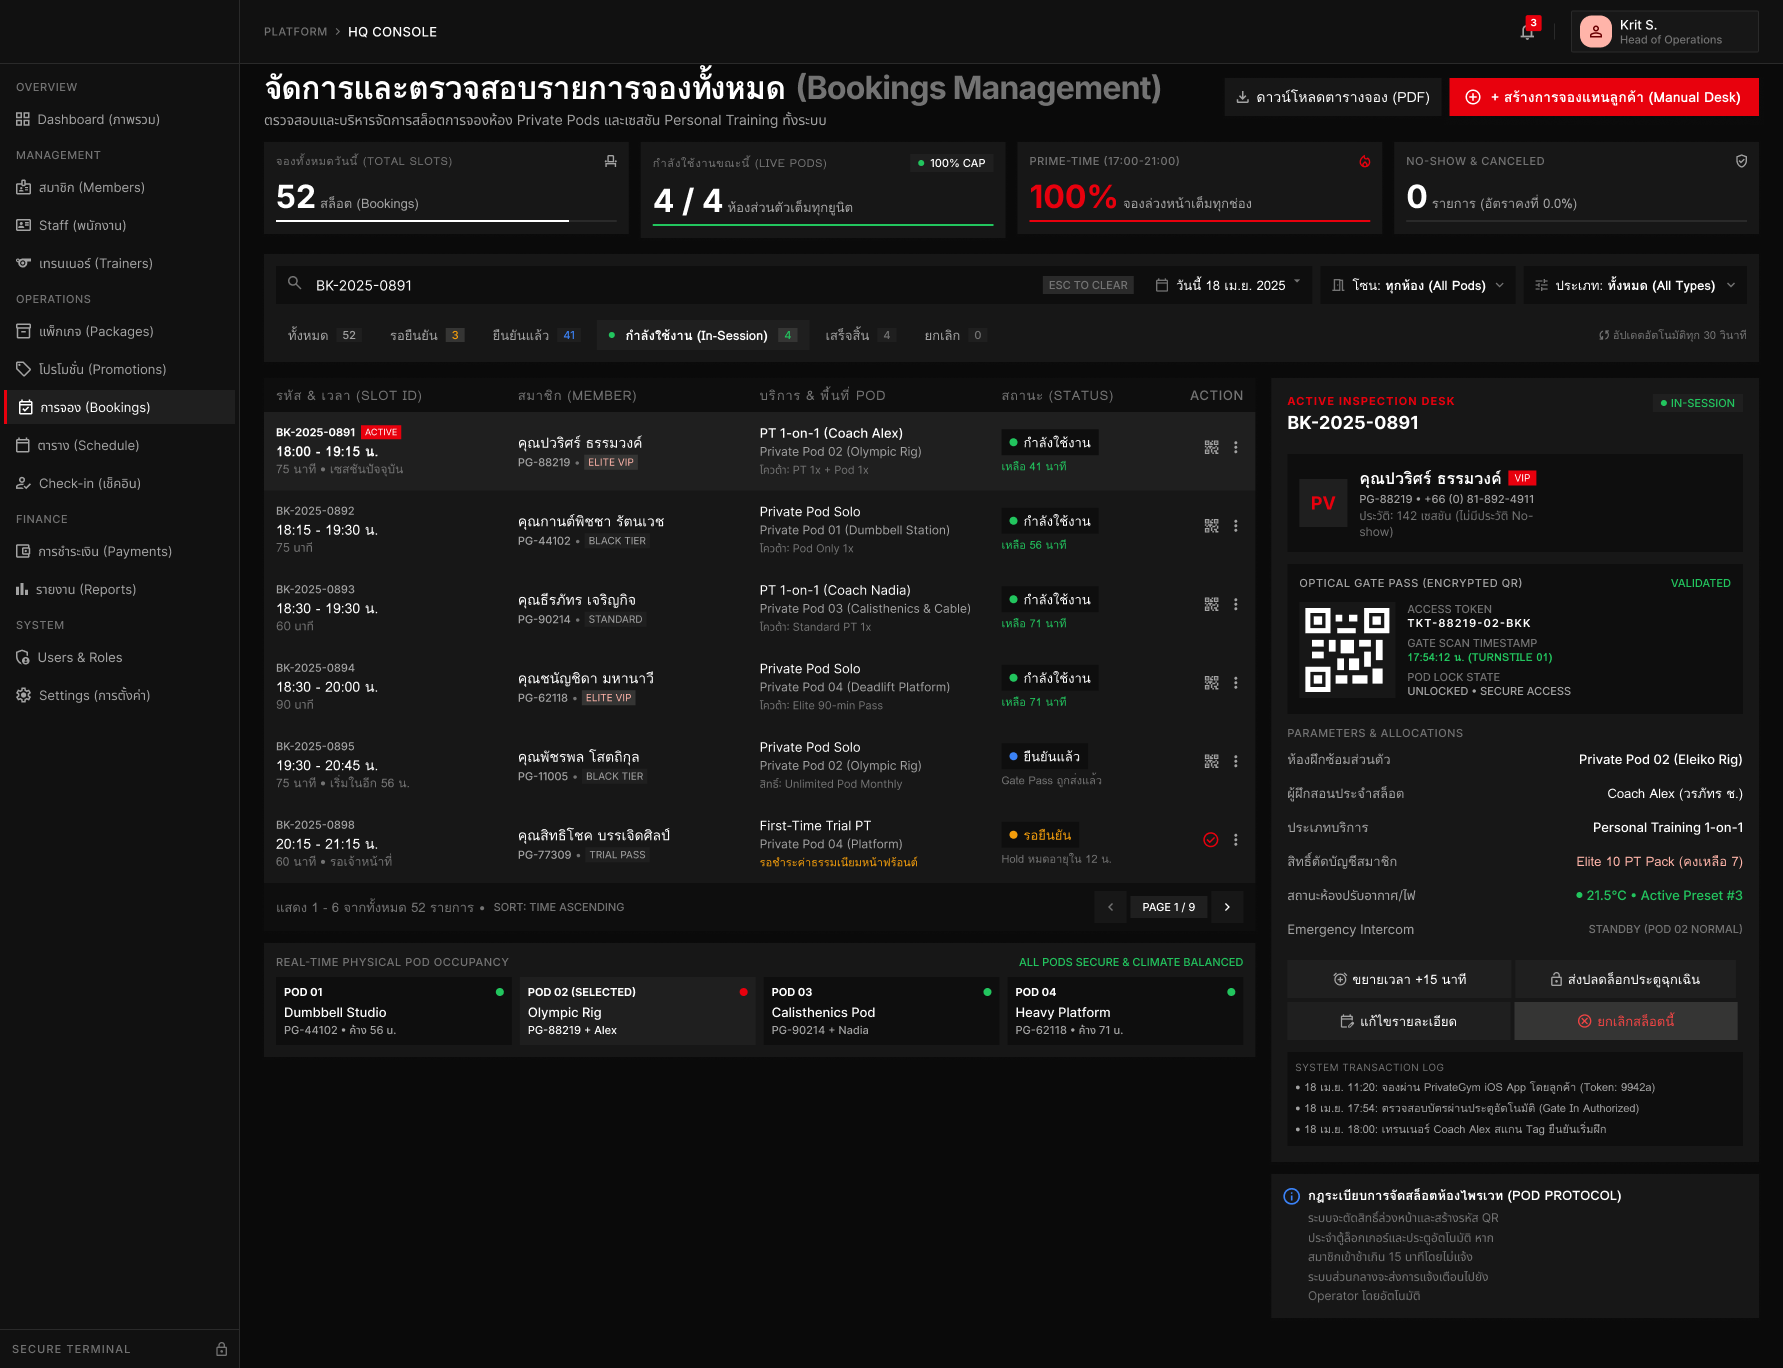 PLATFORM > HQ CONSOLE
3
Krit S.
Head of Operations
OVERVIEW
Dashboard (ภาพรวม)
MANAGEMENT
สมาชิก (Members)
Staff (พนักงาน)
เทรนเนอร์ (Trainers)
OPERATIONS
แพ็กเกจ (Packages)
โปรโมชั่น (Promotions)
การจอง (Bookings)
ตาราง (Schedule)
Check-in (เช็คอิน)
FINANCE
การชำระเงิน (Payments)
รายงาน (Reports)
SYSTEM
Users & Roles
Settings (การตั้งค่า)
SECURE TERMINAL
จัดการและตรวจสอบรายการจองทั้งหมด (Bookings Management)
ตรวจสอบและบริหารจัดการสล็อตการจองห้อง Private Pods และเซสชัน Personal Training ทั้งระบบ
ดาวน์โหลดตารางจอง (PDF)
+ สร้างการจองแทนลูกค้า (Manual Desk)
จองทั้งหมดวันนี้ (TOTAL SLOTS)
52 สล็อต (Bookings)
กำลังใช้งานขณะนี้ (LIVE PODS)
100% CAP
4 / 4 ห้องส่วนตัวเต็มทุกยูนิต
PRIME-TIME (17:00-21:00)
100% จองล่วงหน้าเต็มทุกช่อง
NO-SHOW & CANCELED
0 รายการ (อัตราคงที่ 0.0%)
BK-2025-0891
ESC TO CLEAR
วันนี้ 18 เม.ย. 2025
โซน: ทุกห้อง (All Pods)
ประเภท: ทั้งหมด (All Types)
ทั้งหมด 52
รอยืนยัน 3
ยืนยันแล้ว 41
กำลังใช้งาน (In-Session) 4
เสร็จสิ้น 4
ยกเลิก 0
อัปเดตอัตโนมัติทุก 30 วินาที
รหัส & เวลา (SLOT ID) สมาชิก (MEMBER) บริการ & พื้นที่ POD สถานะ (STATUS) ACTION
BK-2025-0891 ACTIVE
18:00 - 19:15 น.
75 นาที • เซสชันปัจจุบัน
คุณปวริศร์ ธรรมวงค์
PG-88219 • ELITE VIP
PT 1-on-1 (Coach Alex)
Private Pod 02 (Olympic Rig)
โควต้า: PT 1x + Pod 1x
กำลังใช้งาน
เหลือ 41 นาที
BK-2025-0892
18:15 - 19:30 น.
75 นาที
คุณกานต์พิชชา รัตนเวช
PG-44102 • BLACK TIER
Private Pod Solo
Private Pod 01 (Dumbbell Station)
โควต้า: Pod Only 1x
กำลังใช้งาน
เหลือ 56 นาที
BK-2025-0893
18:30 - 19:30 น.
60 นาที
คุณธีรภัทร เจริญกิจ
PG-90214 • STANDARD
PT 1-on-1 (Coach Nadia)
Private Pod 03 (Calisthenics & Cable)
โควต้า: Standard PT 1x
กำลังใช้งาน
เหลือ 71 นาที
BK-2025-0894
18:30 - 20:00 น.
90 นาที
คุณชนัญชิดา มหานาวี
PG-62118 • ELITE VIP
Private Pod Solo
Private Pod 04 (Deadlift Platform)
โควต้า: Elite 90-min Pass
กำลังใช้งาน
เหลือ 71 นาที
BK-2025-0895
19:30 - 20:45 น.
75 นาที • เริ่มในอีก 56 น.
คุณพัชรพล โสตถิกุล
PG-11005 • BLACK TIER
Private Pod Solo
Private Pod 02 (Olympic Rig)
สิทธิ์: Unlimited Pod Monthly
ยืนยันแล้ว
Gate Pass ถูกส่งแล้ว
BK-2025-0898
20:15 - 21:15 น.
60 นาที • รอเจ้าหน้าที่
คุณสิทธิโชค บรรเจิดศิลป์
PG-77309 • TRIAL PASS
First-Time Trial PT
Private Pod 04 (Platform)
รอชำระค่าธรรมเนียมหน้าฟร้อนต์
รอยืนยัน
Hold หมดอายุใน 12 น.
แสดง 1 - 6 จากทั้งหมด 52 รายการ • SORT: TIME ASCENDING
PAGE 1 / 9
REAL-TIME PHYSICAL POD OCCUPANCY
ALL PODS SECURE & CLIMATE BALANCED
POD 01
Dumbbell Studio
PG-44102 • ค้าง 56 น.
POD 02 (SELECTED)
Olympic Rig
PG-88219 + Alex
POD 03
Calisthenics Pod
PG-90214 + Nadia
POD 04
Heavy Platform
PG-62118 • ค้าง 71 น.
ACTIVE INSPECTION DESK
BK-2025-0891
IN-SESSION
PV
คุณปวริศร์ ธรรมวงค์ VIP
PG-88219 • +66 (0) 81-892-4911
ประวัติ: 142 เซสชัน (ไม่มีประวัติ No-
show)
OPTICAL GATE PASS (ENCRYPTED QR)
VALIDATED
ACCESS TOKEN
TKT-88219-02-BKK
GATE SCAN TIMESTAMP
17:54:12 น. (TURNSTILE 01)
POD LOCK STATE
UNLOCKED • SECURE ACCESS
PARAMETERS & ALLOCATIONS
ห้องฝึกซ้อมส่วนตัว Private Pod 02 (Eleiko Rig)
ผู้ฝึกสอนประจำสล็อต Coach Alex (วรภัทร ช.)
ประเภทบริการ Personal Training 1-on-1
สิทธิ์ตัดบัญชีสมาชิก Elite 10 PT Pack (คงเหลือ 7)
สถานะห้องปรับอากาศ/ไฟ • 21.5°C • Active Preset #3
Emergency Intercom STANDBY (POD 02 NORMAL)
ขยายเวลา +15 นาที
ส่งปลดล็อกประตูฉุกเฉิน
แก้ไขรายละเอียด
ยกเลิกสล็อตนี้
SYSTEM TRANSACTION LOG
• 18 เม.ย. 11:20: จองผ่าน PrivateGym iOS App โดยลูกค้า (Token: 9942a)
• 18 เม.ย. 17:54: ตรวจสอบบัตรผ่านประตูอัตโนมัติ (Gate In Authorized)
• 18 เม.ย. 18:00: เทรนเนอร์ Coach Alex สแกน Tag ยืนยันเริ่มฝึก
กฎระเบียบการจัดสล็อตห้องไพรเวท (POD PROTOCOL)
ระบบจะตัดสิทธิ์ล่วงหน้าและสร้างรหัส QR
ประจำตู้ล็อกเกอร์และประตูอัตโนมัติ หาก
สมาชิกเข้าช้าเกิน 15 นาทีโดยไม่แจ้ง
ระบบส่วนกลางจะส่งการแจ้งเตือนไปยัง
Operator โดยอัตโนมัติ